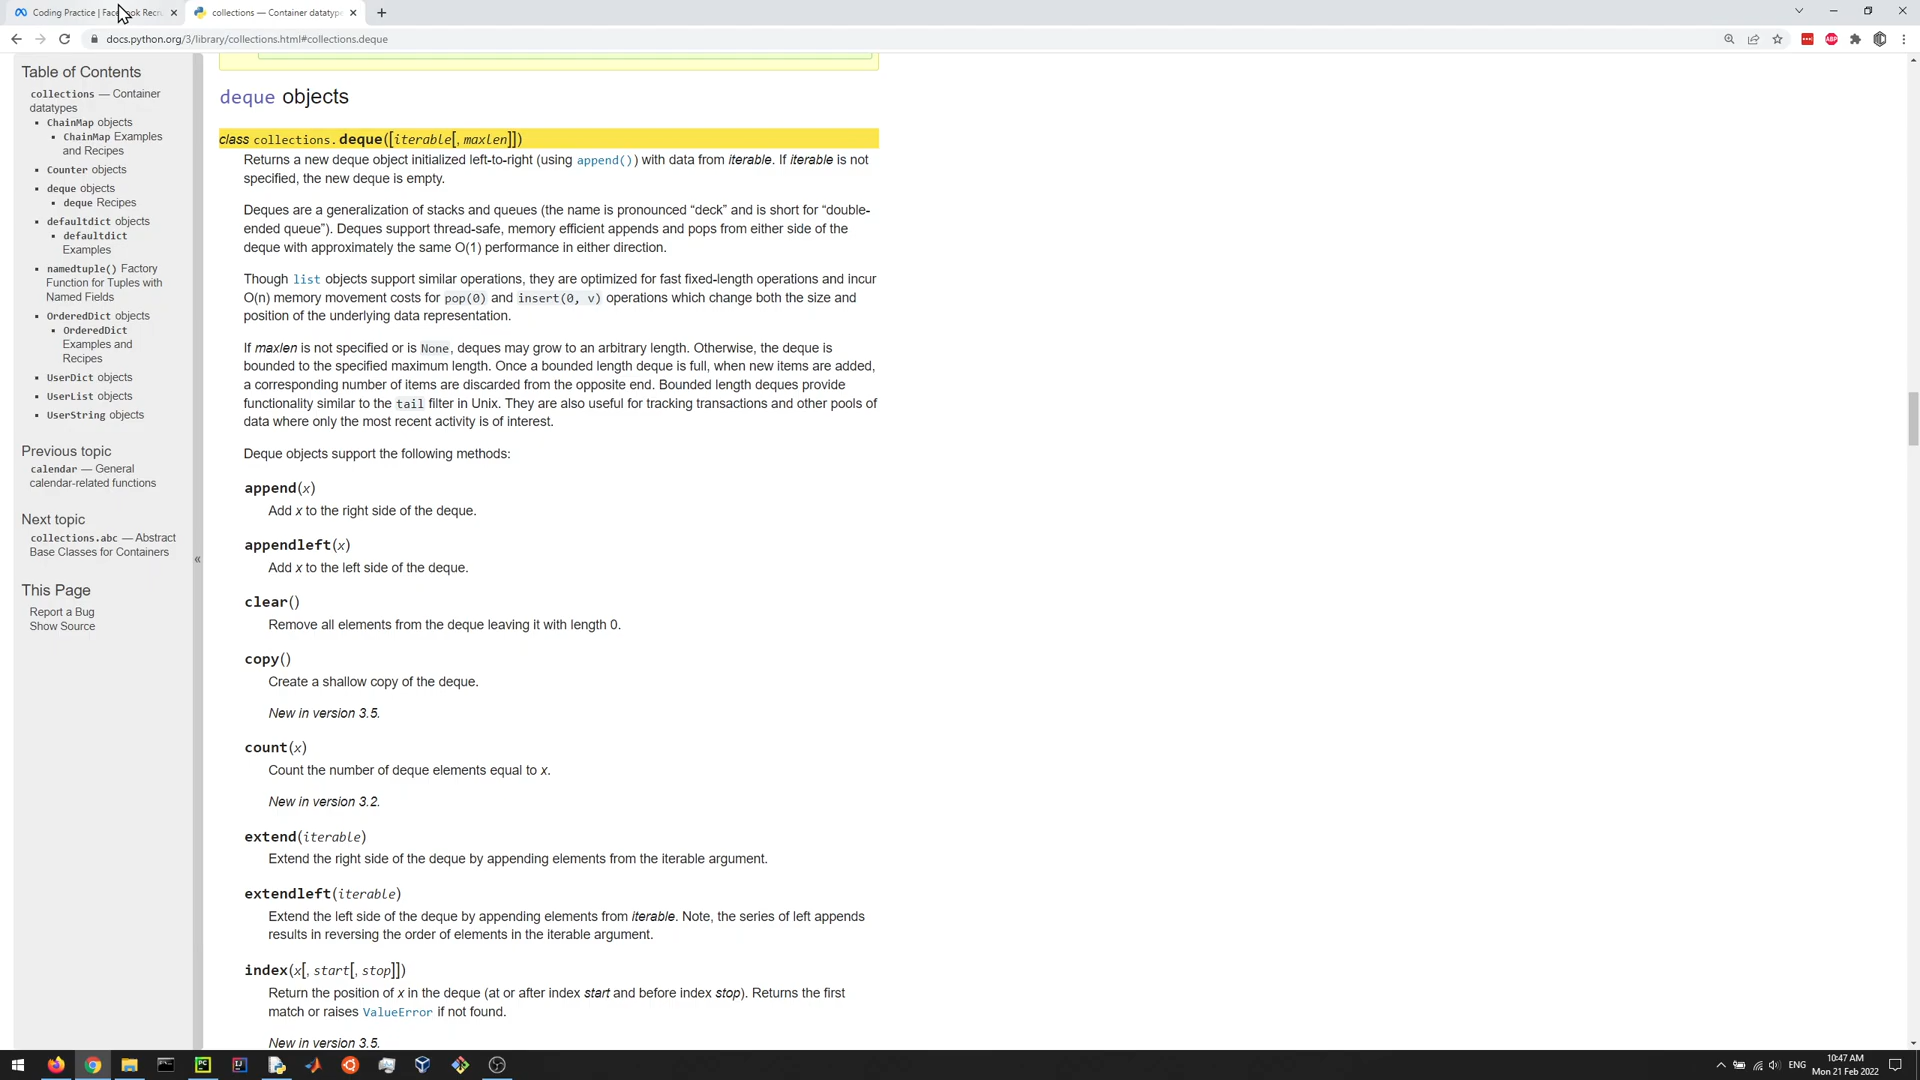 Coding Practice | Facebook Recru
collections — Container datatype
docs.python.org/3/library/collections.html#collections.deque
Table of Contents
collections — Container
datatypes
ChainMap objects
ChainMap Examples
and Recipes
Counter objects
deque objects
deque Recipes
defaultdict objects
defaultdict
Examples
namedtuple() Factory
Function for Tuples with
Named Fields
OrderedDict objects
OrderedDict
Examples and
Recipes
UserDict objects
UserList objects
UserString objects
Previous topic
calendar — General
calendar-related functions
Next topic
collections.abc — Abstract
Base Classes for Containers
This Page
Report a Bug
Show Source
«
deque objects
class collections.deque([iterable[, maxlen]])
Returns a new deque object initialized left-to-right (using append()) with data from iterable. If iterable is not
specified, the new deque is empty.
Deques are a generalization of stacks and queues (the name is pronounced “deck” and is short for “double-
ended queue”). Deques support thread-safe, memory efficient appends and pops from either side of the
deque with approximately the same O(1) performance in either direction.
Though list objects support similar operations, they are optimized for fast fixed-length operations and incur
O(n) memory movement costs for pop(0) and insert(0, v) operations which change both the size and
position of the underlying data representation.
If maxlen is not specified or is None, deques may grow to an arbitrary length. Otherwise, the deque is
bounded to the specified maximum length. Once a bounded length deque is full, when new items are added,
a corresponding number of items are discarded from the opposite end. Bounded length deques provide
functionality similar to the tail filter in Unix. They are also useful for tracking transactions and other pools of
data where only the most recent activity is of interest.
Deque objects support the following methods:
append(x)
Add x to the right side of the deque.
appendleft(x)
Add x to the left side of the deque.
clear()
Remove all elements from the deque leaving it with length 0.
copy()
Create a shallow copy of the deque.
New in version 3.5.
count(x)
Count the number of deque elements equal to x.
New in version 3.2.
extend(iterable)
Extend the right side of the deque by appending elements from the iterable argument.
extendleft(iterable)
Extend the left side of the deque by appending elements from iterable. Note, the series of left appends
results in reversing the order of elements in the iterable argument.
index(x[, start[, stop]])
Return the position of x in the deque (at or after index start and before index stop). Returns the first
match or raises ValueError if not found.
New in version 3.5.
ABP
PC
IJ
ENG
10:47 AM
Mon 21 Feb 2022